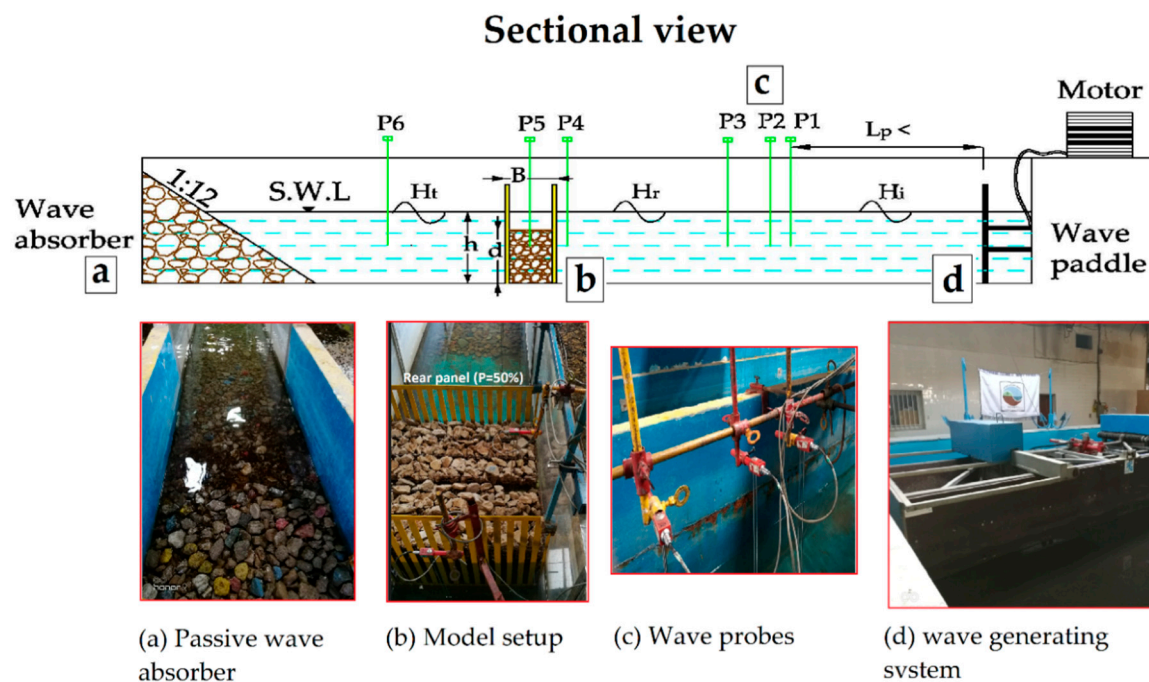 Sectional view
c
Motor
P6
P5
P4
P3
P2
P1
Lp <
B
1:12
S.W.L
Ht
Hr
Hi
Wave
absorber
h
d
Wave
paddle
a
b
d
Rear panel (P=50%)
honor
(a) Passive wave
absorber
(b) Model setup
(c) Wave probes
(d) wave generating
system